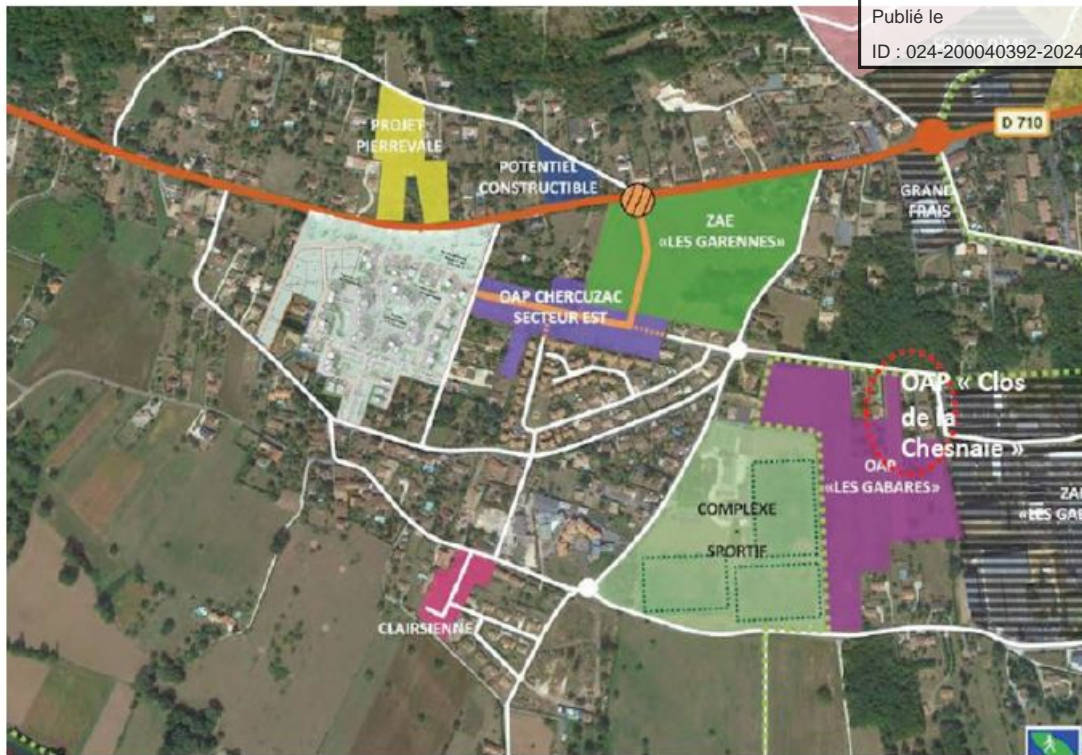 Publié le
ID : 024-200040392-2024
D 710
PROJET
PIERREVALE
POTENTIEL
CONSTRUCTIBLE
GRAND
FRAIS
ZAE
«LES GARENNES»
OAP CHERCUZAC
SECTEUR EST
OAP « Clos
de la
Chesnaie »
OAP
«LES GABARES»
COMPLEXE
SPORTIF
CLAIRSIENNE